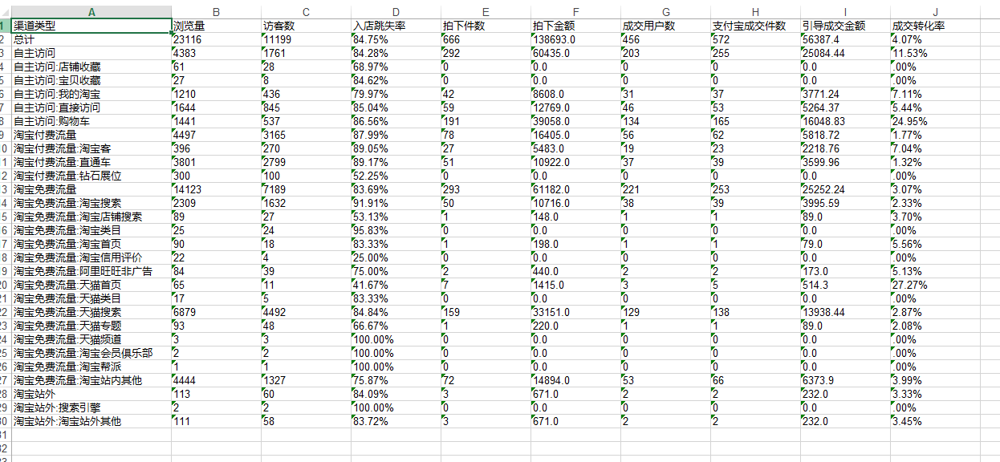 A B C D E F G H I J
1 渠道类型 浏览量 访客数 入店跳失率 拍下件数 拍下金额 成交用户数 支付宝成交件数 引导成交金额 成交转化率
2 总计 23116 11199 84.75% 666 138693.0 456 572 56387.4 4.07%
3 自主访问 4383 1761 84.28% 292 60435.0 203 255 25084.44 11.53%
4 自主访问:店铺收藏 61 28 68.97% 0 0.0 0 0 0.0 .00%
5 自主访问:宝贝收藏 27 8 84.62% 0 0.0 0 0 0.0 .00%
6 自主访问:我的淘宝 1210 436 79.97% 42 8608.0 31 37 3771.24 7.11%
7 自主访问:直接访问 1644 845 85.04% 59 12769.0 46 53 5264.37 5.44%
8 自主访问:购物车 1441 537 86.56% 191 39058.0 134 165 16048.83 24.95%
9 淘宝付费流量 4497 3165 87.99% 78 16405.0 56 62 5818.72 1.77%
10 淘宝付费流量:淘宝客 396 270 89.05% 27 5483.0 19 23 2218.76 7.04%
11 淘宝付费流量:直通车 3801 2799 89.17% 51 10922.0 37 39 3599.96 1.32%
12 淘宝付费流量:钻石展位 300 100 52.25% 0 0.0 0 0 0.0 .00%
13 淘宝免费流量 14123 7189 83.69% 293 61182.0 221 253 25252.24 3.07%
14 淘宝免费流量:淘宝搜索 2309 1632 91.91% 50 10716.0 38 39 3995.59 2.33%
15 淘宝免费流量:淘宝店铺搜索 89 27 53.13% 1 148.0 1 1 89.0 3.70%
16 淘宝免费流量:淘宝类目 25 24 95.83% 0 0.0 0 0 0.0 .00%
17 淘宝免费流量:淘宝首页 90 18 83.33% 1 198.0 1 1 79.0 5.56%
18 淘宝免费流量:淘宝信用评价 22 4 25.00% 0 0.0 0 0 0.0 .00%
19 淘宝免费流量:阿里旺旺非广告 84 39 75.00% 2 440.0 2 2 173.0 5.13%
20 淘宝免费流量:天猫首页 65 11 41.67% 7 1415.0 3 5 514.3 27.27%
21 淘宝免费流量:天猫类目 17 5 83.33% 0 0.0 0 0 0.0 .00%
22 淘宝免费流量:天猫搜索 6879 4492 84.84% 159 33151.0 129 138 13938.44 2.87%
23 淘宝免费流量:天猫专题 93 48 66.67% 1 220.0 1 1 89.0 2.08%
24 淘宝免费流量:天猫频道 3 3 100.00% 0 0.0 0 0 0.0 .00%
25 淘宝免费流量:淘宝会员俱乐部 2 2 100.00% 0 0.0 0 0 0.0 .00%
26 淘宝免费流量:淘宝帮派 1 1 100.00% 0 0.0 0 0 0.0 .00%
27 淘宝免费流量:淘宝站内其他 4444 1327 75.87% 72 14894.0 53 66 6373.9 3.99%
28 淘宝站外 113 60 84.09% 3 671.0 2 2 232.0 3.33%
29 淘宝站外:搜索引擎 2 2 100.00% 0 0.0 0 0 0.0 .00%
30 淘宝站外:淘宝站外其他 111 58 83.72% 3 671.0 2 2 232.0 3.45%
31
32